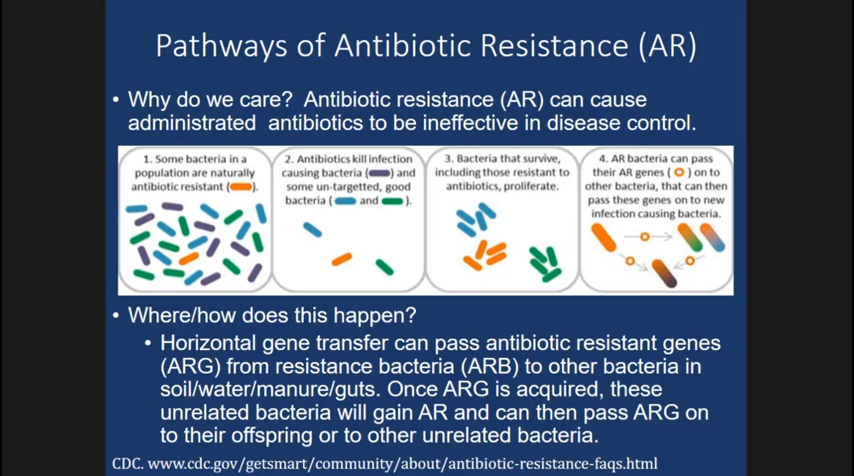 Pathways of Antibiotic Resistance (AR)
• Why do we care?  Antibiotic resistance (AR) can cause
administrated  antibiotics to be ineffective in disease control.
1. Some bacteria in a
population are naturally
antibiotic resistant ( ).
2. Antibiotics kill infection
causing bacteria ( ) and
some un-targetted, good
bacteria ( and ).
3. Bacteria that survive,
including those resistant to
antibiotics, proliferate.
4. AR bacteria can pass
their AR genes ( ) on to
other bacteria, that can then
pass these genes on to new
infection causing bacteria.
• Where/how does this happen?
• Horizontal gene transfer can pass antibiotic resistant genes
(ARG) from resistance bacteria (ARB) to other bacteria in
soil/water/manure/guts. Once ARG is acquired, these
unrelated bacteria will gain AR and can then pass ARG on
to their offspring or to other unrelated bacteria.
CDC. www.cdc.gov/getsmart/community/about/antibiotic-resistance-faqs.html